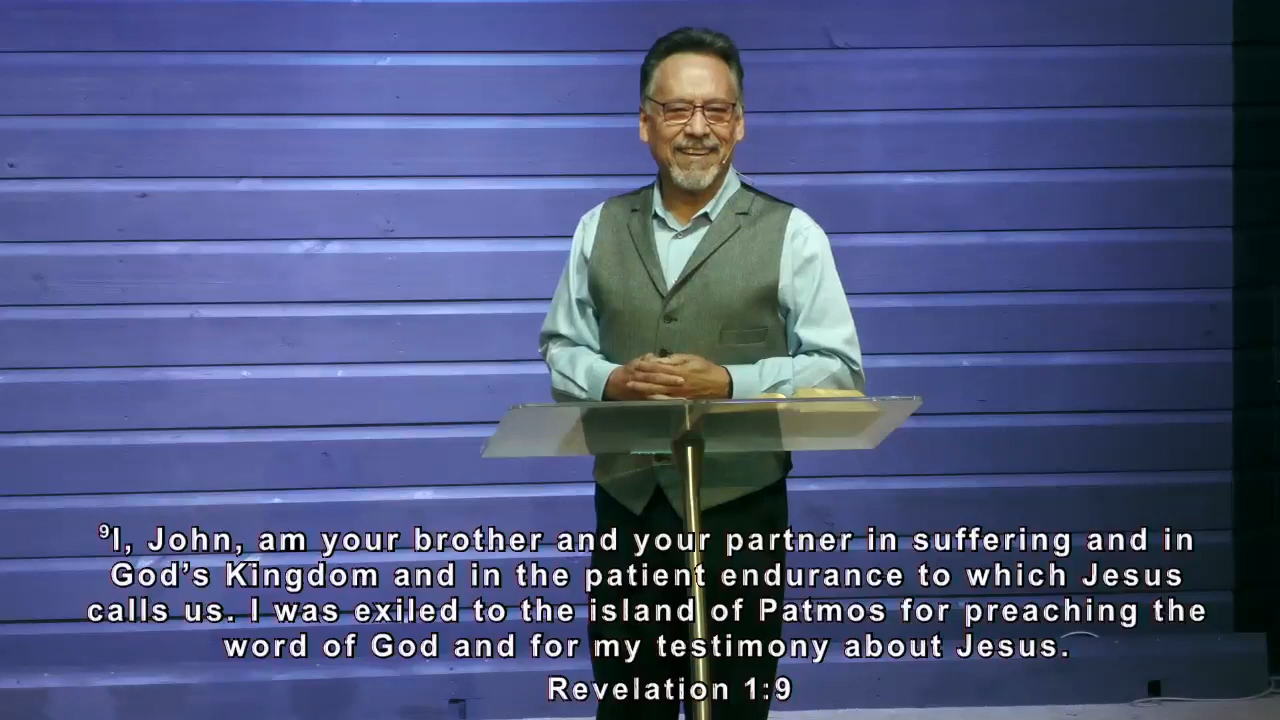 ⁹I, John, am your brother and your partner in suffering and in
God’s Kingdom and in the patient endurance to which Jesus
calls us. I was exiled to the island of Patmos for preaching the
word of God and for my testimony about Jesus.
Revelation 1:9